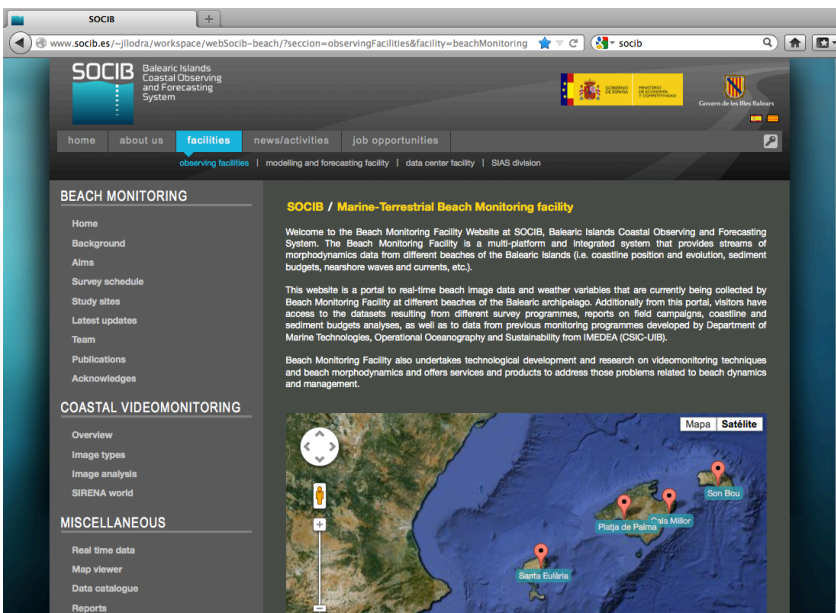 SOCIB
www.socib.es/~jllodra/workspace/webSocib-beach/?seccion=observingFacilities&facility=beachMonitoring
socib
SOCIB
Balearic Islands
Coastal Observing
and Forecasting
System
GOBIERNO
DE ESPAÑA
MINISTERIO
DE ECONOMÍA
Y COMPETITIVIDAD
Govern de les Illes Balears
home
about us
facilities
news/activities
job opportunities
observing facilities | modelling and forecasting facility | data center facility | SIAS division
BEACH MONITORING
Home
Background
Aims
Survey schedule
Study sites
Latest updates
Team
Publications
Acknowledges
COASTAL VIDEOMONITORING
Overview
Image types
Image analysis
SIRENA world
MISCELLANEOUS
Real time data
Map viewer
Data catalogue
Reports
SOCIB / Marine-Terrestrial Beach Monitoring facility
Welcome to the Beach Monitoring Facility Website at SOCIB, Balearic Islands Coastal Observing and Forecasting
System. The Beach Monitoring Facility is a multi-platform and integrated system that provides streams of
morphodynamics data from different beaches of the Balearic Islands (i.e. coastline position and evolution, sediment
budgets, nearshore waves and currents, etc.).
This website is a portal to real-time beach image data and weather variables that are currently being collected by
Beach Monitoring Facility at different beaches of the Balearic archipelago. Additionally from this portal, visitors have
access to the datasets resulting from different survey programmes, reports on field campaigns, coastline and
sediment budgets analyses, as well as to data from previous monitoring programmes developed by Department of
Marine Technologies, Operational Oceanography and Sustainability from IMEDEA (CSIC-UIB).
Beach Monitoring Facility also undertakes technological development and research on videomonitoring techniques
and beach morphodynamics and offers services and products to address those problems related to beach dynamics
and management.
Mapa
Satélite
Son Bou
Cala Millor
Platja de Palma
Santa Eulària